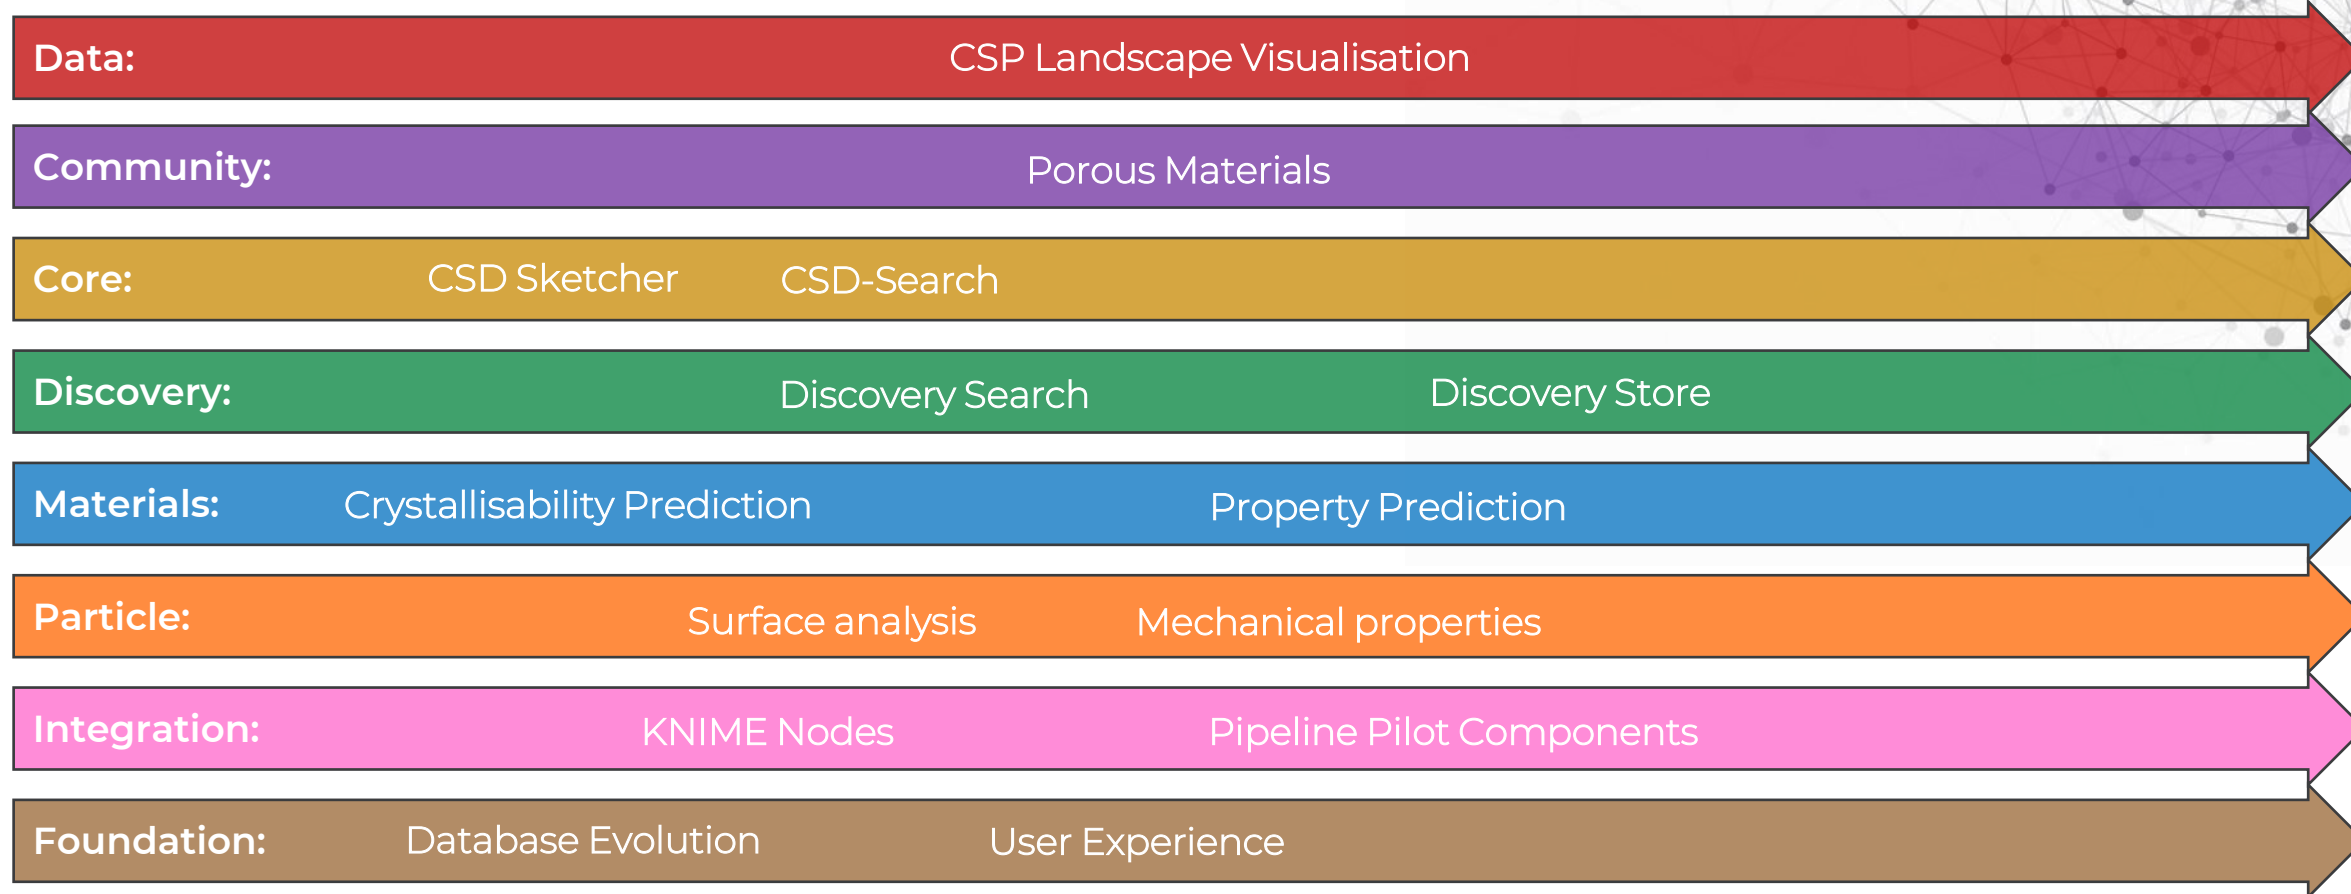 Data: CSP Landscape Visualisation
Community: Porous Materials
Core: CSD Sketcher CSD-Search
Discovery: Discovery Search Discovery Store
Materials: Crystallisability Prediction Property Prediction
Particle: Surface analysis Mechanical properties
Integration: KNIME Nodes Pipeline Pilot Components
Foundation: Database Evolution User Experience